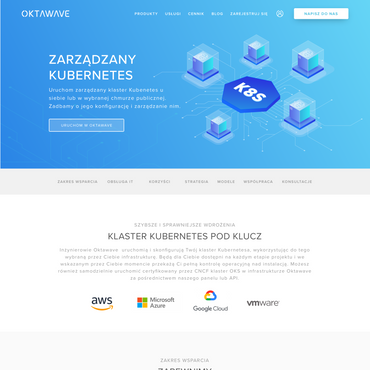 OKTAWAVE
PRODUKTY USŁUGI CENNIK BLOG ZAREJESTRUJ SIĘ NAPISZ DO NAS
ZARZĄDZANY
KUBERNETES
Uruchom zarządzany klaster Kubenetes u
siebie lub w wybranej chmurze publicznej.
Zadbamy o jego konfigurację i zarządzanie nim.
URUCHOM W OKTAWAVE
K8S
ZAKRES WSPARCIA OBSŁUGA IT KORZYŚCI STRATEGIA MODELE WSPÓŁPRACA KONSULTACJE
SZYBSZE I SPRAWNIEJSZE WDROŻENIA
KLASTER KUBERNETES POD KLUCZ
Inżynierowie Oktawave uruchomią i skonfigurują Twój klaster Kubernetesa, wykorzystując do tego
wybraną przez Ciebie infrastrukturę. Będą dla Ciebie dostępni na każdym etapie projektu i we
wskazanym przez Ciebie momencie przekażą Ci pełną kontrolę operacyjną nad instalacją. Możesz
również samodzielnie uruchomić certyfikowany przez CNCF klaster OKS w infrastrukturze Oktawave
za pośrednictwem naszego panelu lub API.
aws
Microsoft
Azure
Google Cloud
vmware
ZAKRES WSPARCIA
ZAPEWNIMY